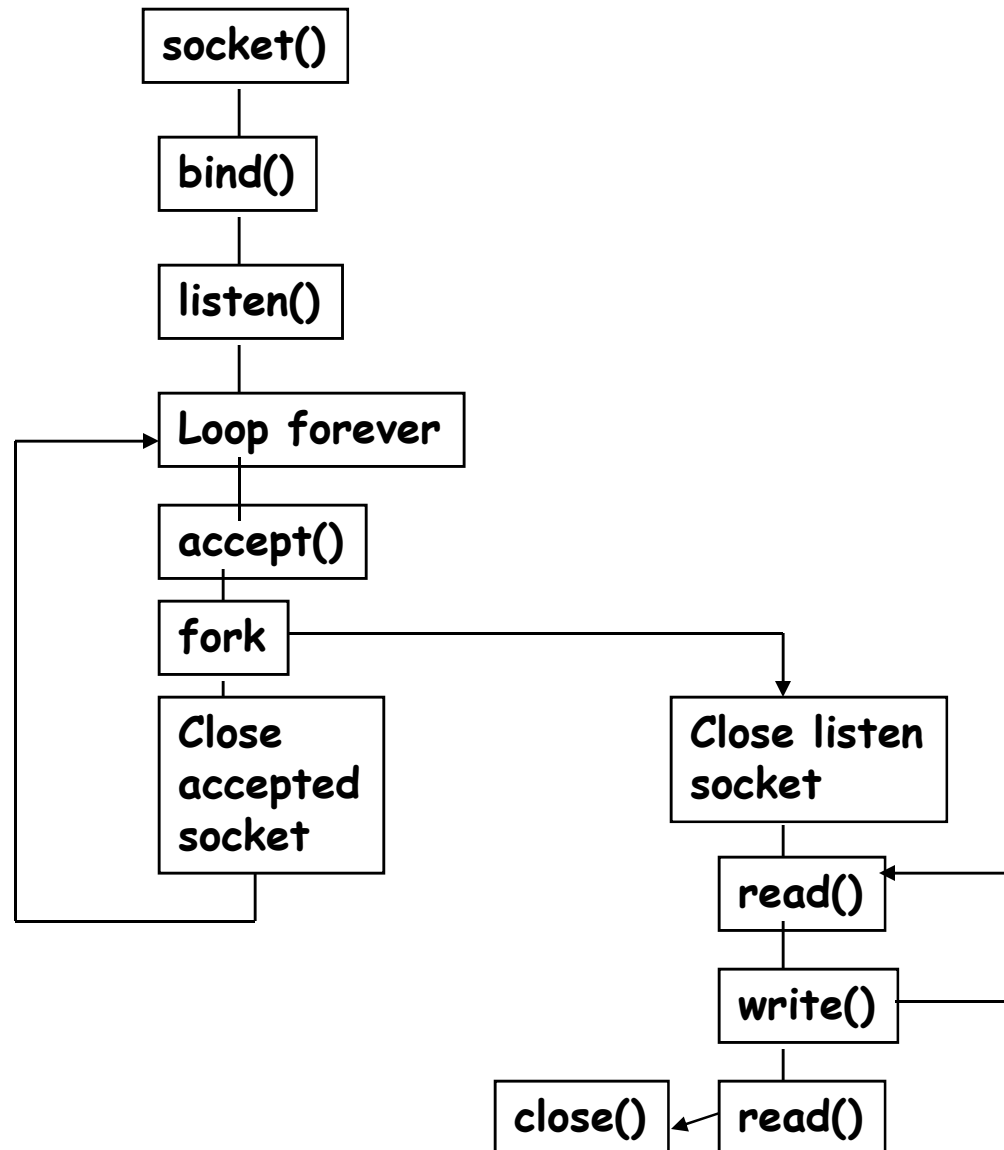 socket()
bind()
listen()
Loop forever
accept()
fork
Close
accepted
socket
Close listen
socket
read()
write()
read()
close()